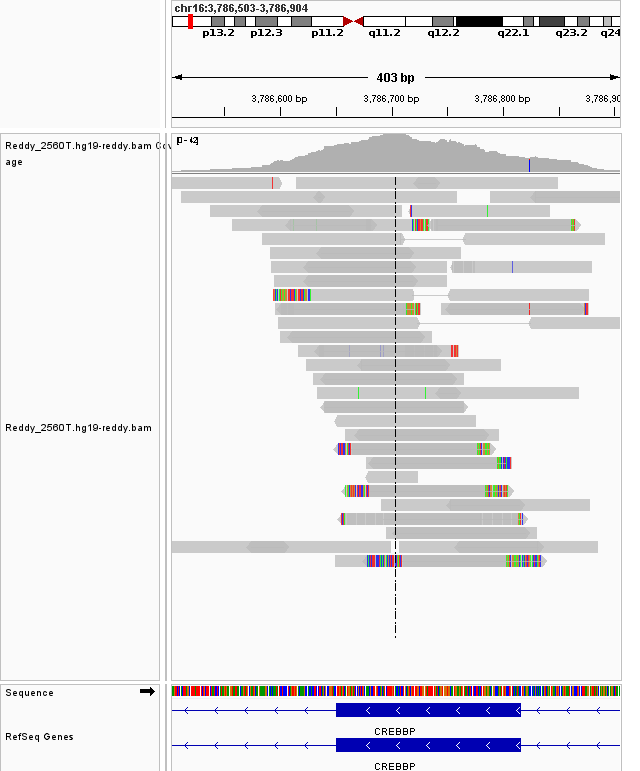 chr16:3,786,503-3,786,904
p13.2 p12.3 p11.2 q11.2 q12.2 q22.1 q23.2 q24
403 bp
3,786,600 bp 3,786,700 bp 3,786,800 bp 3,786,90
[0 - 42]
Reddy_2560T.hg19-reddy.bam Cov
age
Reddy_2560T.hg19-reddy.bam
Sequence
CREBBP
RefSeq Genes
CREBBP